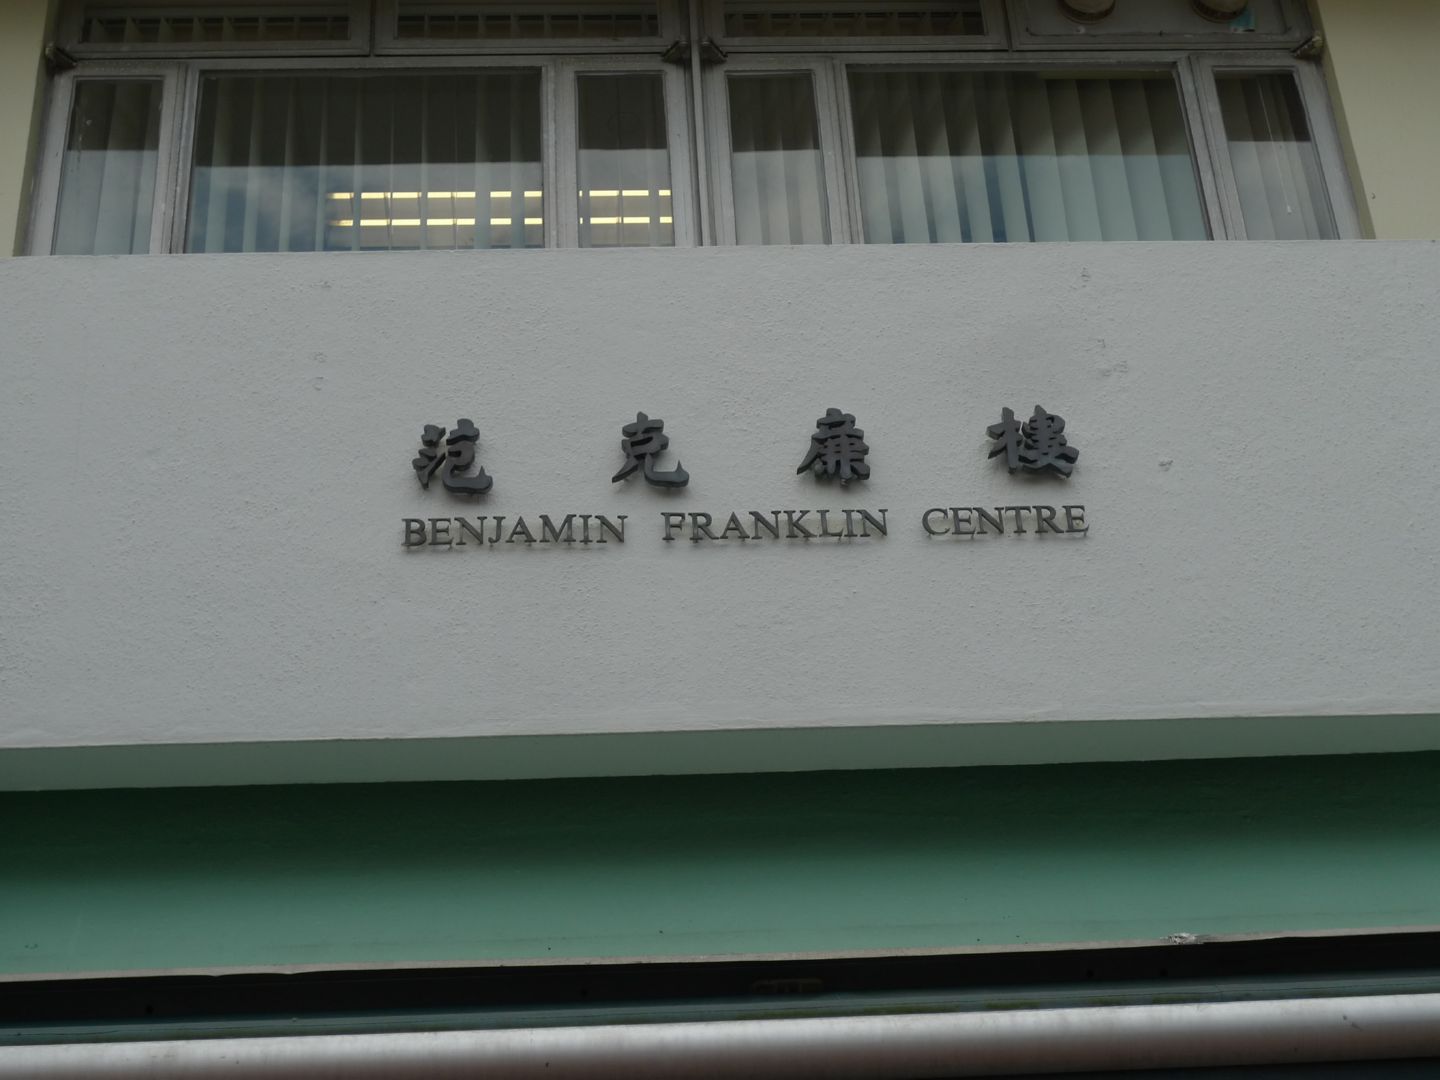 范克廉樓
BENJAMIN FRANKLIN CENTRE